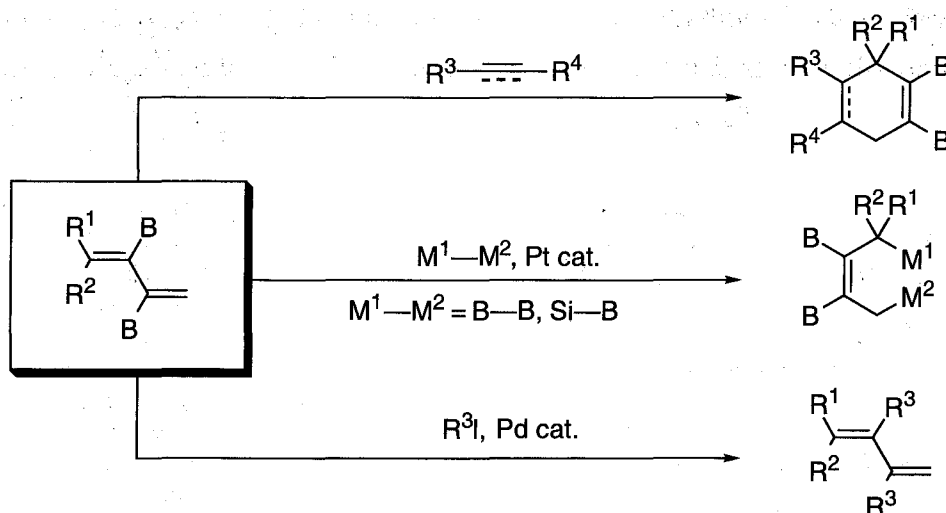 R³ R⁴
R² R¹
R³ B
R⁴ B
R¹ B
R²
B
M¹—M², Pt cat.
M¹—M² = B—B, Si—B
R² R¹
B
M¹
M²
B
R³I, Pd cat.
R¹ R³
R²
R³